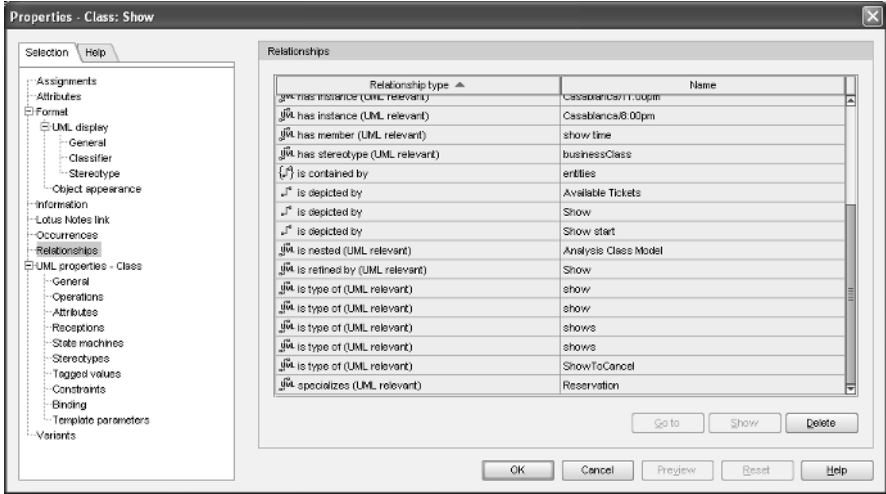 Properties - Class: Show
Selection Help
Assignments
Attributes
Format
UML display
General
Classifier
Stereotype
Object appearance
Information
Lotus Notes link
Occurrences
Relationships
UML properties - Class
General
Operations
Attributes
Receptions
State machines
Stereotypes
Tagged values
Constraints
Binding
Template parameters
Variants
Relationships
Relationship type Name
has instance (UML relevant) Casablanca/11:00pm
has instance (UML relevant) Casablanca/8:00pm
has member (UML relevant) show time
has stereotype (UML relevant) businessClass
is contained by entities
is depicted by Available Tickets
is depicted by Show
is depicted by Show start
is nested (UML relevant) Analysis Class Model
is refined by (UML relevant) Show
is type of (UML relevant) show
is type of (UML relevant) show
is type of (UML relevant) shows
is type of (UML relevant) shows
is type of (UML relevant) ShowToCancel
specializes (UML relevant) Reservation
Go to Show Delete
OK Cancel Preview Reset Help